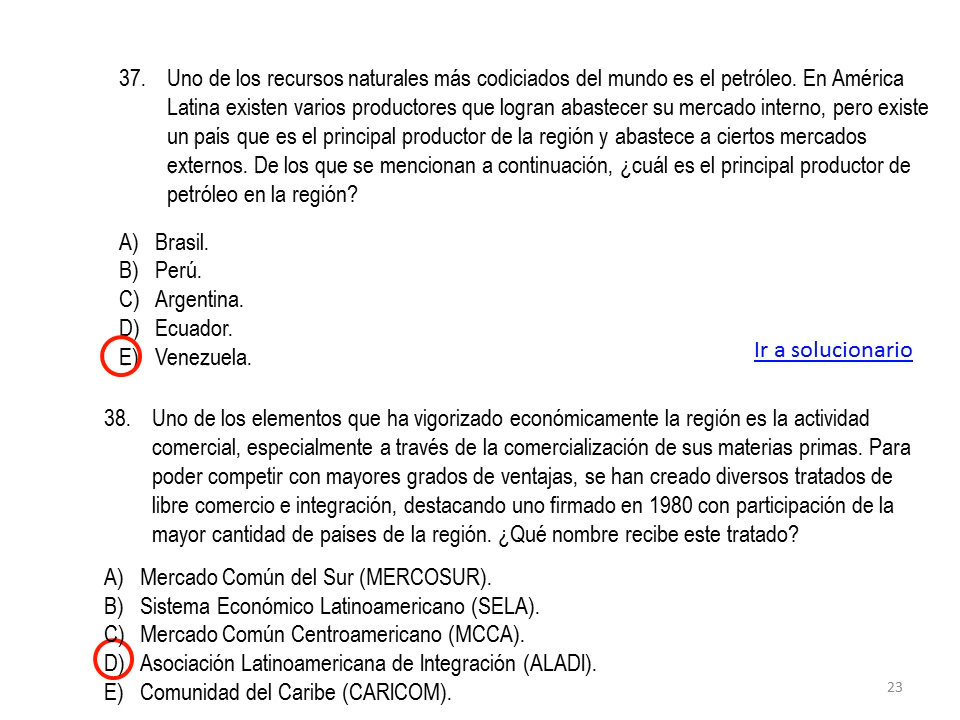 37. Uno de los recursos naturales más codiciados del mundo es el petróleo. En América
Latina existen varios productores que logran abastecer su mercado interno, pero existe
un país que es el principal productor de la región y abastece a ciertos mercados
externos. De los que se mencionan a continuación, ¿cuál es el principal productor de
petróleo en la región?
A) Brasil.
B) Perú.
C) Argentina.
D) Ecuador.
E) Venezuela.
Ir a solucionario
38. Uno de los elementos que ha vigorizado económicamente la región es la actividad
comercial, especialmente a través de la comercialización de sus materias primas. Para
poder competir con mayores grados de ventajas, se han creado diversos tratados de
libre comercio e integración, destacando uno firmado en 1980 con participación de la
mayor cantidad de países de la región. ¿Qué nombre recibe este tratado?
A) Mercado Común del Sur (MERCOSUR).
B) Sistema Económico Latinoamericano (SELA).
C) Mercado Común Centroamericano (MCCA).
D) Asociación Latinoamericana de Integración (ALADI).
E) Comunidad del Caribe (CARICOM).
23